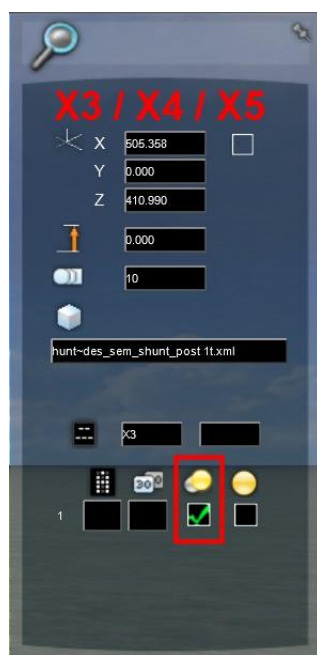 X3 / X4 / X5
X 505.358
Y 0.000
Z 410.990
0.000
10
hunt~des_sem_shunt_post 1t.xml
X3
30
1